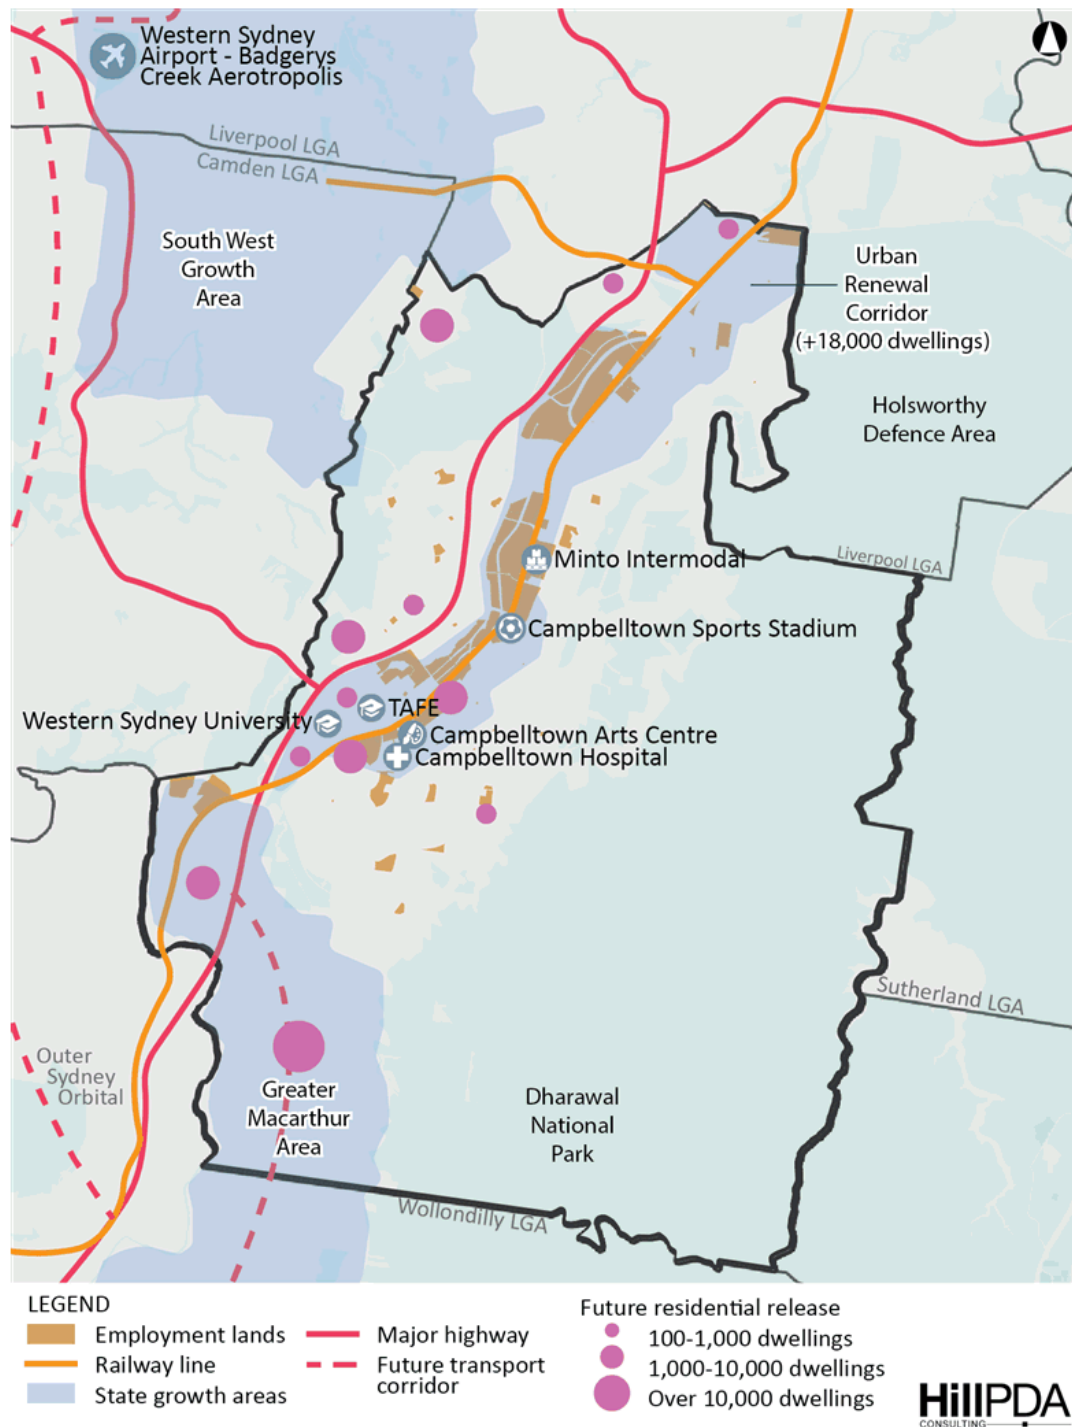 Western Sydney
Airport - Badgerys
Creek Aerotropolis
Liverpool LGA
Camden LGA
South West
Growth
Area
Urban
Renewal
Corridor
(+18,000 dwellings)
Holsworthy
Defence Area
Minto Intermodal
Liverpool LGA
Campbelltown Sports Stadium
TAFE
Western Sydney University
Campbelltown Arts Centre
Campbelltown Hospital
Sutherland LGA
Outer
Sydney
Orbital
Greater
Macarthur
Area
Dharawal
National
Park
Wollondilly LGA
LEGEND
Employment lands
Railway line
State growth areas
Major highway
Future transport
corridor
Future residential release
100-1,000 dwellings
1,000-10,000 dwellings
Over 10,000 dwellings
HillPDA
CONSULTING